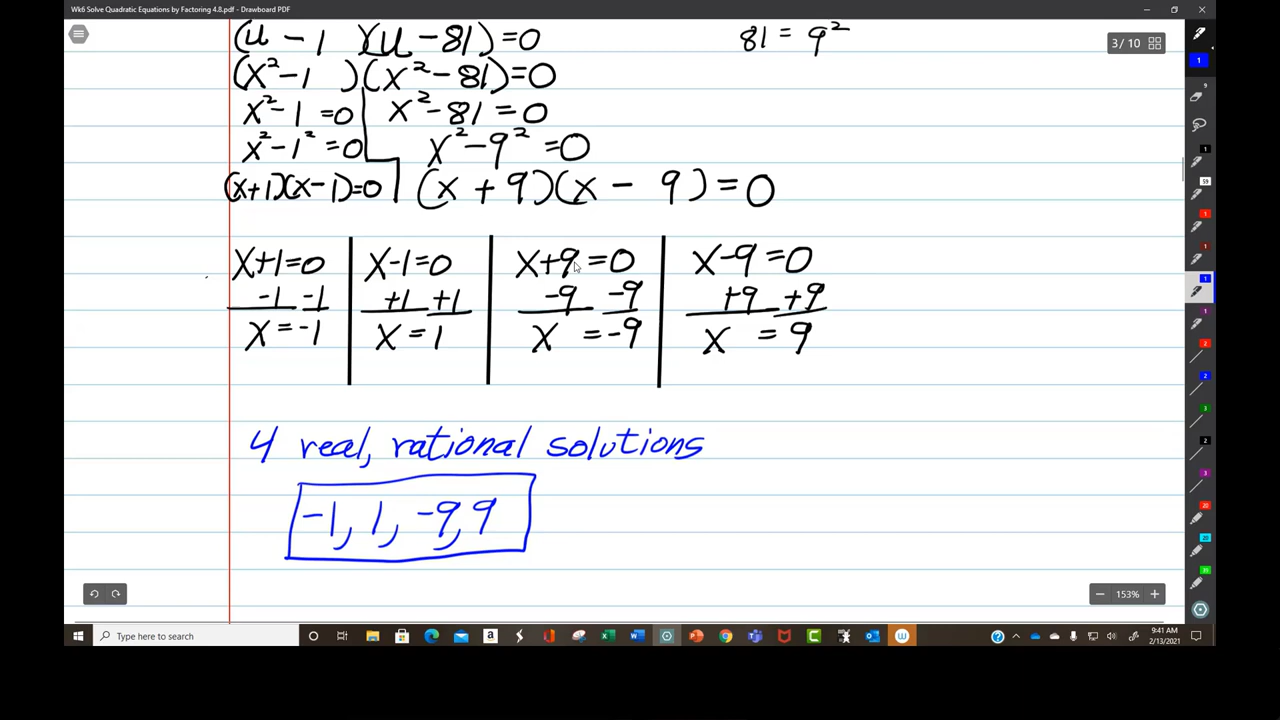 Wk6 Solve Quadratic Equations by Factoring 4.8.pdf - Drawboard PDF
(u - 1 )(u - 81) = 0
81 = 9²
3 / 10
(x² - 1 )(x² - 81) = 0
x² - 1 = 0 x² - 81 = 0
x² - 1² = 0 x² - 9² = 0
(x+1)(x-1)=0 (x + 9)(x - 9) = 0
x+1=0 x-1=0 x+9=0 x-9=0
-1 -1 +1 +1 -9 -9 +9 +9
x = -1 x = 1 x = -9 x = 9
4 real, rational solutions
-1, 1, -9, 9
153%
Type here to search
9:41 AM
2/13/2021